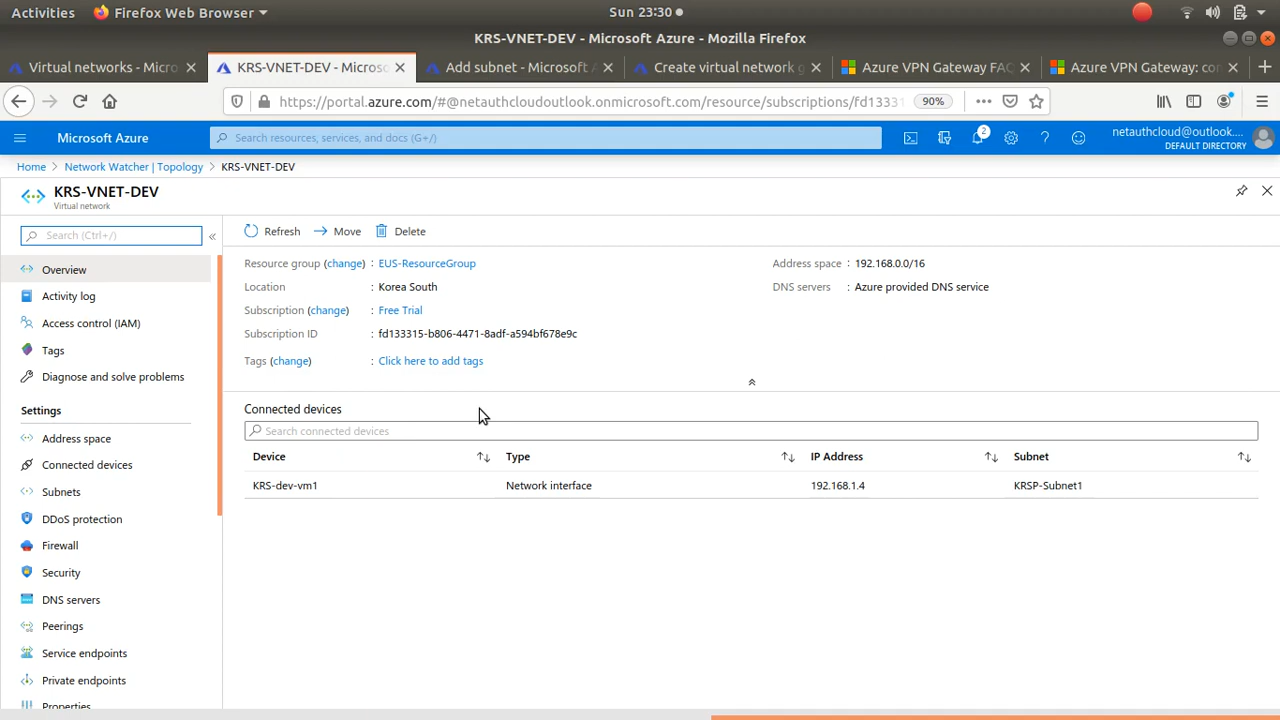 Activities Firefox Web Browser Sun 23:30
KRS-VNET-DEV - Microsoft Azure - Mozilla Firefox
Virtual networks - Micro KRS-VNET-DEV - Micros Add subnet - Microsoft A Create virtual network g Azure VPN Gateway FAQ Azure VPN Gateway: con
https://portal.azure.com/#@netauthcloudoutlook.onmicrosoft.com/resource/subscriptions/fd1331 90%
Microsoft Azure Search resources, services, and docs (G+/) 2 netauthcloud@outlook....
DEFAULT DIRECTORY
Home > Network Watcher | Topology > KRS-VNET-DEV
KRS-VNET-DEV
Virtual network
Search (Ctrl+/) «
Overview
Activity log
Access control (IAM)
Tags
Diagnose and solve problems
Settings
Address space
Connected devices
Subnets
DDoS protection
Firewall
Security
DNS servers
Peerings
Service endpoints
Private endpoints
Properties
Refresh Move Delete
Resource group (change) : EUS-ResourceGroup Address space : 192.168.0.0/16
Location : Korea South DNS servers : Azure provided DNS service
Subscription (change) : Free Trial
Subscription ID : fd133315-b806-4471-8adf-a594bf678e9c
Tags (change) : Click here to add tags
Connected devices
Search connected devices
Device Type IP Address Subnet
KRS-dev-vm1 Network interface 192.168.1.4 KRSP-Subnet1